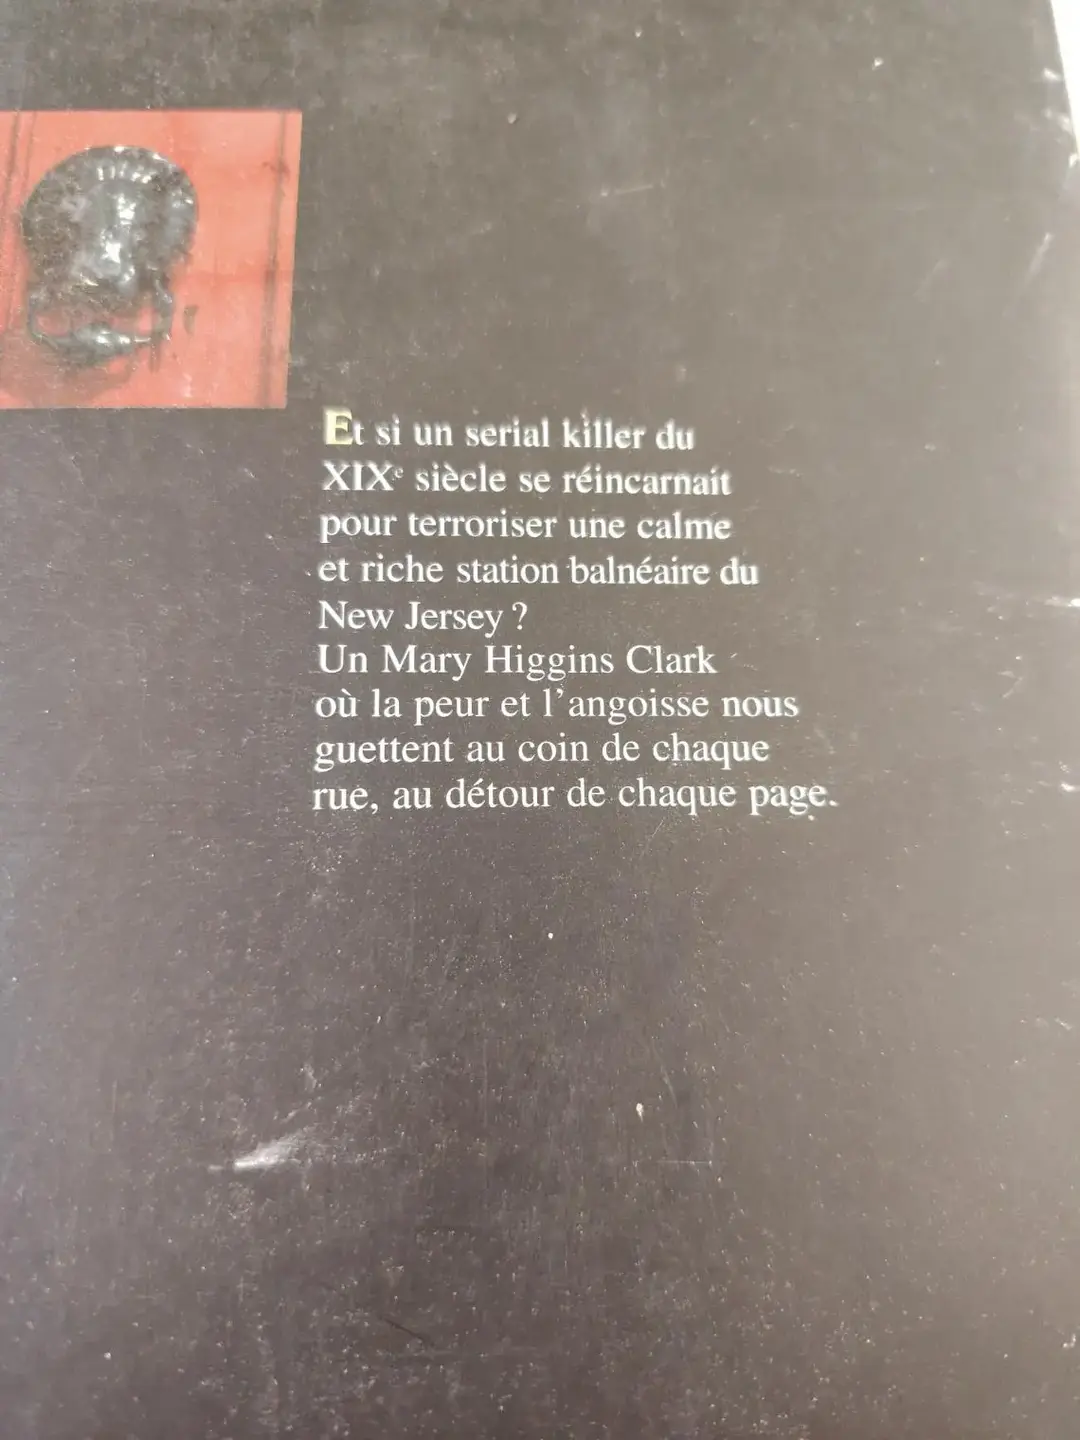 Et si un serial killer du
XIXe siècle se réincarnait
pour terroriser une calme
et riche station balnéaire du
New Jersey ?
Un Mary Higgins Clark
où la peur et l'angoisse nous
guettent au coin de chaque
rue, au détour de chaque page.